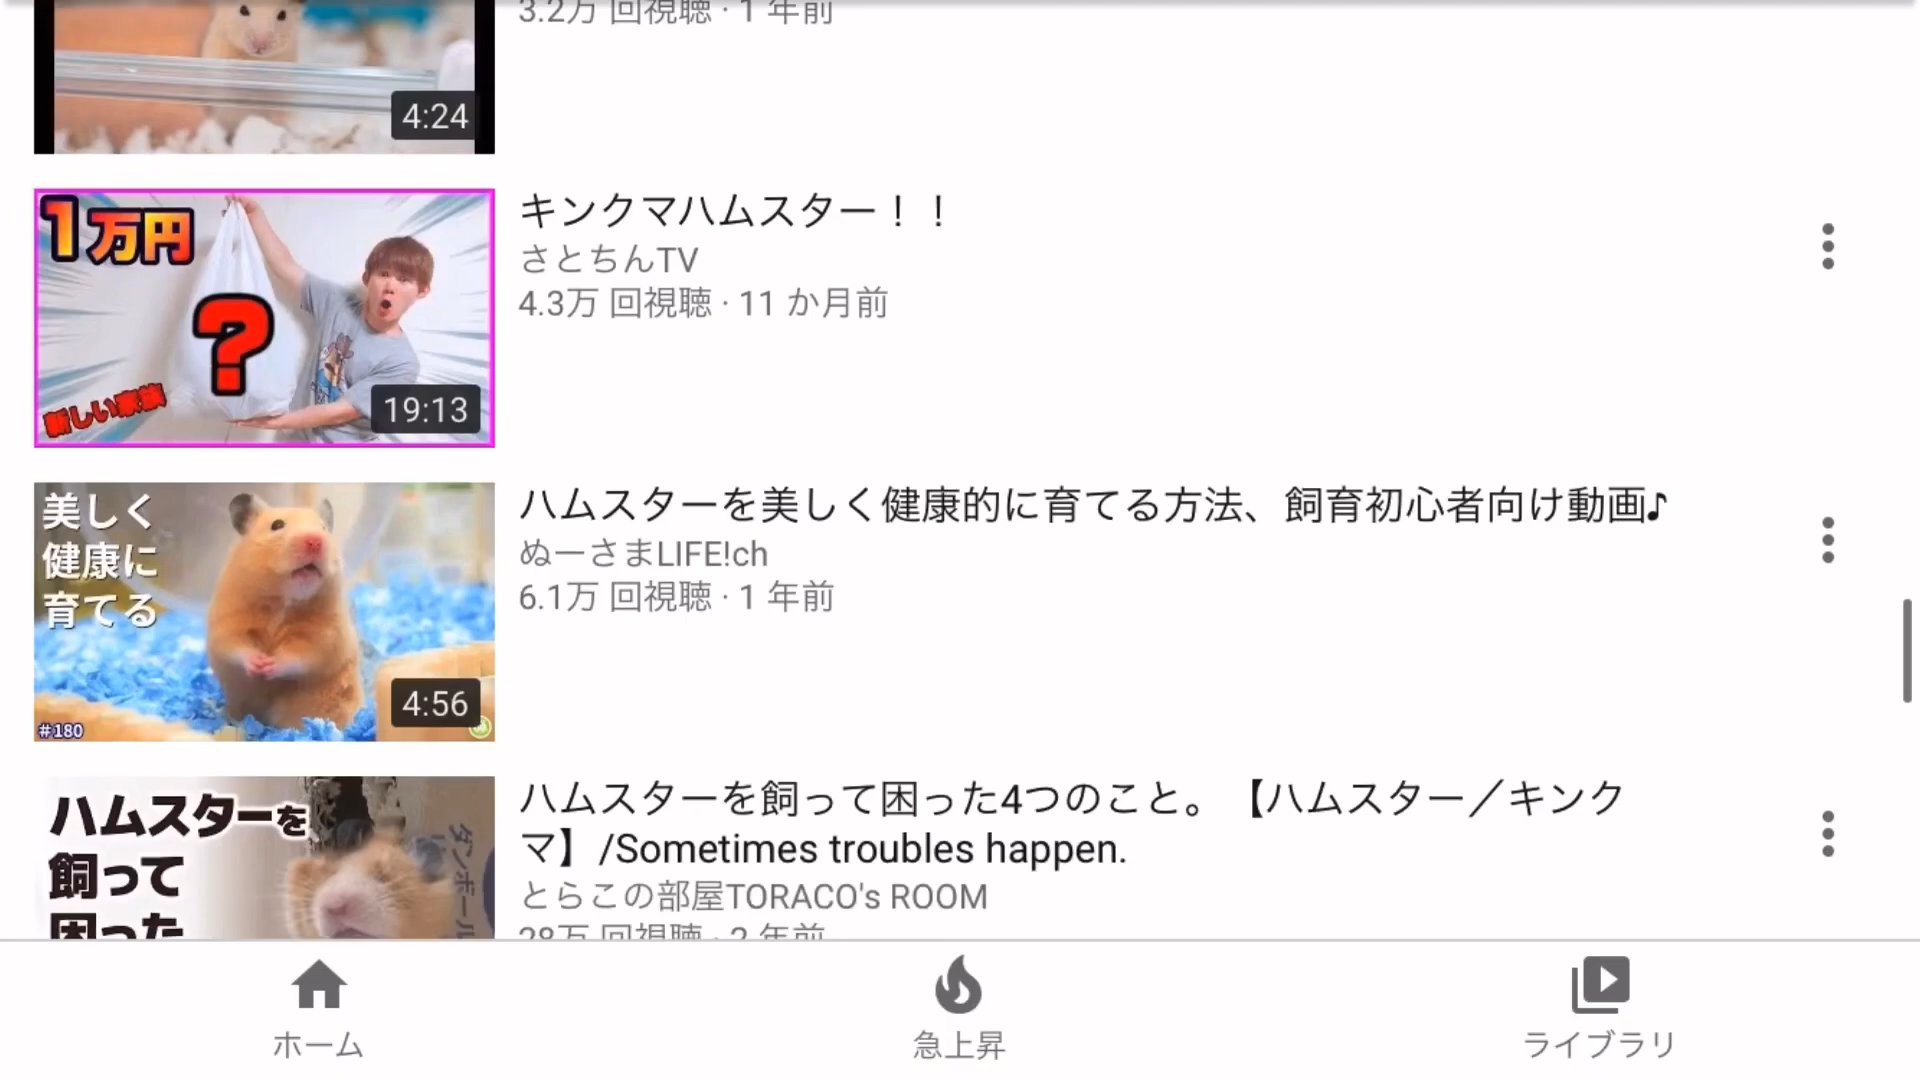 3.2万 回視聴 · 1 年前
4:24
1万円
?
新しい家族
19:13
キンクマハムスター！！
さとちんTV
4.3万 回視聴 · 11 か月前
美しく
健康に
育てる
#180
4:56
ハムスターを美しく健康的に育てる方法、飼育初心者向け動画♪
ぬーさまLIFE!ch
6.1万 回視聴 · 1 年前
ハムスターを
飼って
困った
ダンボール
ハムスターを飼って困った4つのこと。【ハムスター／キンク
マ】/Sometimes troubles happen.
とらこの部屋TORACO's ROOM
28万 回視聴 · 2 年前
ホーム
急上昇
ライブラリ